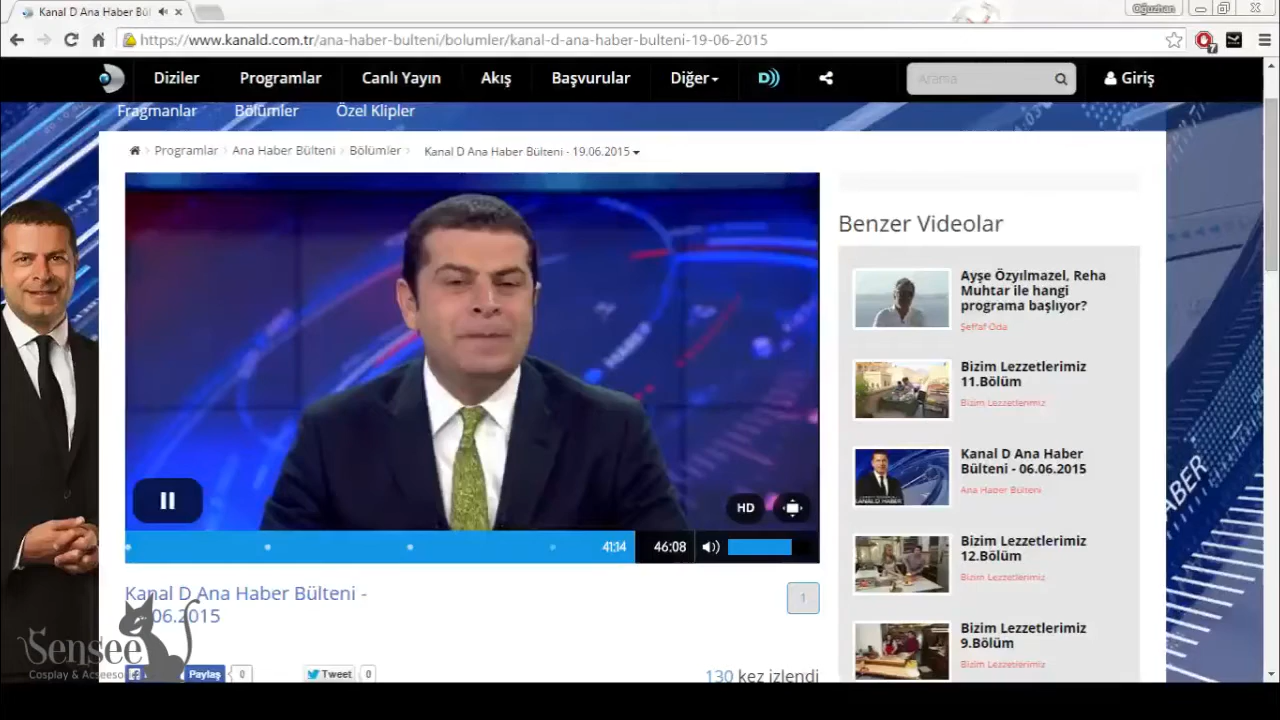 Kanal D Ana Haber Bül
Oğuzhan
https://www.kanald.com.tr/ana-haber-bulteni/bolumler/kanal-d-ana-haber-bulteni-19-06-2015
7
Diziler Programlar Canlı Yayın Akış Başvurular Diğer D Arama Giriş
Fragmanlar Bölümler Özel Klipler
Programlar Ana Haber Bülteni Bölümler Kanal D Ana Haber Bülteni - 19.06.2015
Benzer Videolar
Ayşe Özyılmazel, Reha
Muhtar ile hangi
programa başlıyor?
Şeffaf Oda
Bizim Lezzetlerimiz
11.Bölüm
Bizim Lezzetlerimiz
Kanal D Ana Haber
Bülteni - 06.06.2015
Ana Haber Bülteni
Bizim Lezzetlerimiz
12.Bölüm
Bizim Lezzetlerimiz
Bizim Lezzetlerimiz
9.Bölüm
Bizim Lezzetlerimiz
HABER
HD
41:14 46:08
Kanal D Ana Haber Bülteni -
.06.2015
1
Sensee
Cosplay & Acseeso
Paylaş 0 Tweet 0
130 kez izlendi